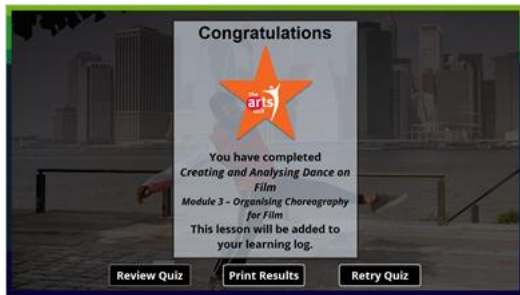 Congratulations
the
arts
unit
You have completed
Creating and Analysing Dance on
Film
Module 3 – Organising Choreography
for Film
This lesson will be added to
your learning log.
Review Quiz
Print Results
Retry Quiz